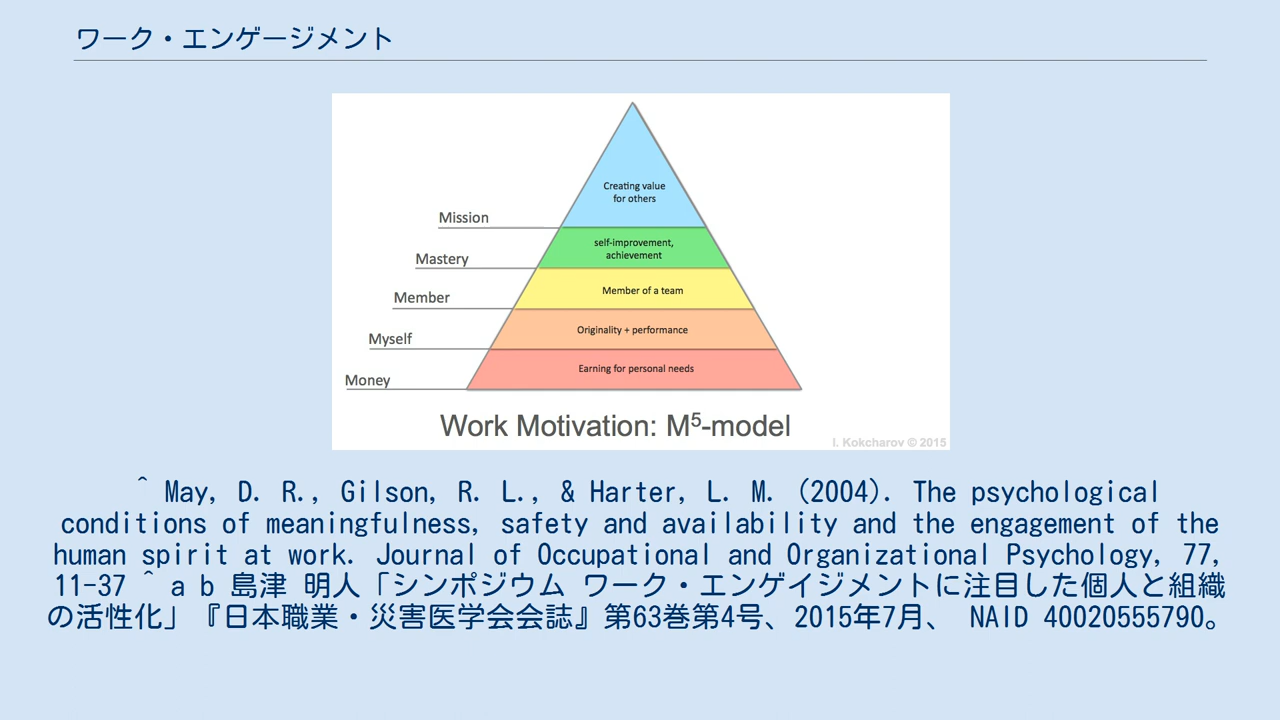 ワーク・エンゲージメント
Creating value
for others
Mission
self-improvement,
achievement
Mastery
Member of a team
Member
Originality + performance
Myself
Earning for personal needs
Money
Work Motivation: M⁵-model
I. Kokcharov © 2015
^ May, D. R., Gilson, R. L., & Harter, L. M. (2004). The psychological
conditions of meaningfulness, safety and availability and the engagement of the
human spirit at work. Journal of Occupational and Organizational Psychology, 77,
11-37 ^ a b 島津 明人「シンポジウム ワーク・エンゲイジメントに注目した個人と組織
の活性化」『日本職業・災害医学会会誌』第63巻第4号、2015年7月、 NAID 40020555790。